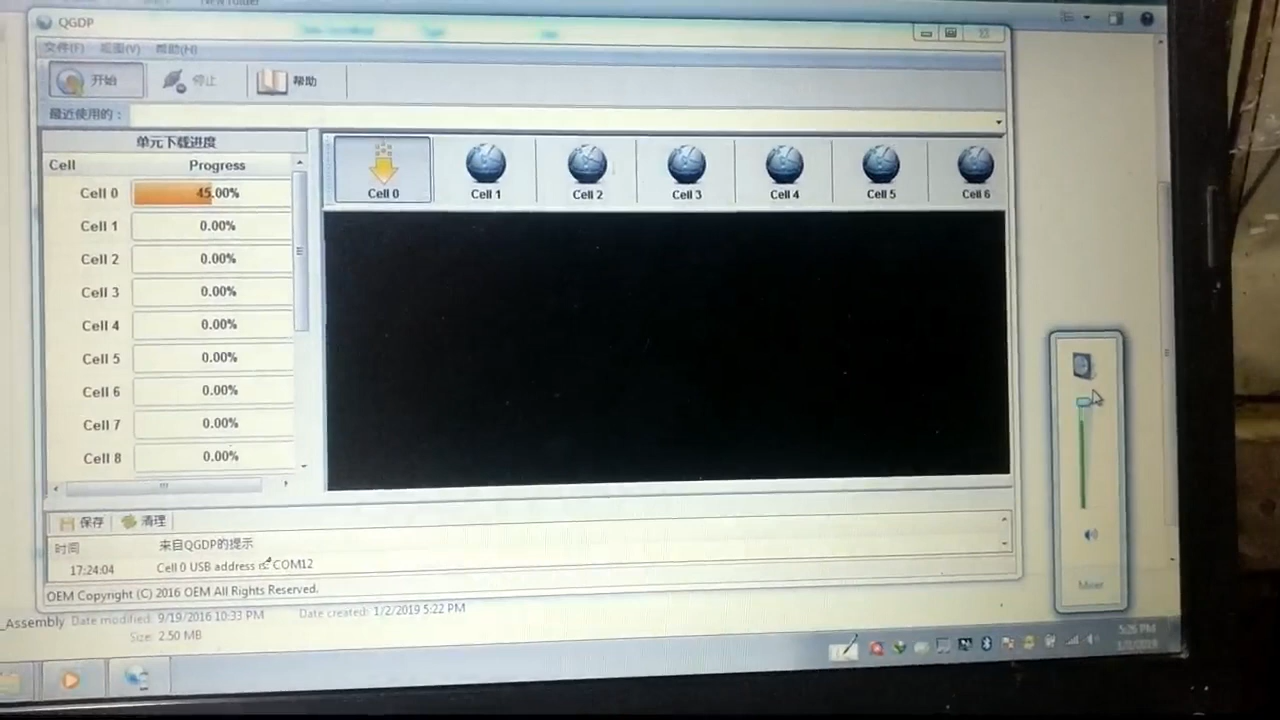 New folder
QGDP
文件(F) 视图(V) 帮助(H)
开始 停止 帮助
最近使用的：
单元下载进度
Cell Progress
Cell 0 45.00%
Cell 1 0.00%
Cell 2 0.00%
Cell 3 0.00%
Cell 4 0.00%
Cell 5 0.00%
Cell 6 0.00%
Cell 7 0.00%
Cell 8 0.00%
Cell 0 Cell 1 Cell 2 Cell 3 Cell 4 Cell 5 Cell 6
保存 清理
时间 来自QGDP的提示
17:24:04 Cell 0 USB address is COM12
OEM Copyright (C) 2016 OEM All Rights Reserved.
_Assembly Date modified: 9/19/2016 10:33 PM Date created: 1/2/2019 5:22 PM
Size: 2.50 MB
Mixer
5:26 PM